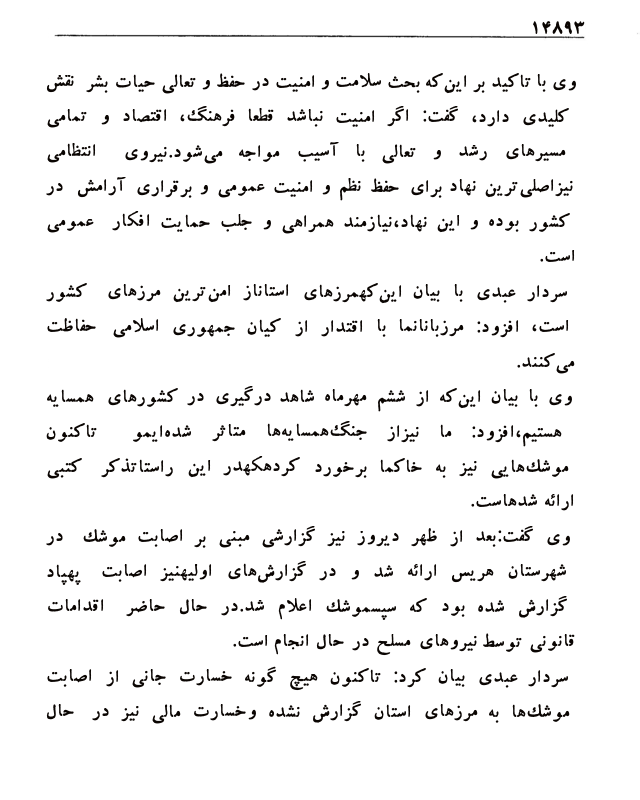 ۱۴۸۹۳
وی با تاکید بر این‌که بحث سلامت و امنیت در حفظ و تعالی حیات بشر نقش
کلیدی دارد، گفت: اگر امنیت نباشد قطعا فرهنگ، اقتصاد و تمامی
مسیرهای رشد و تعالی با آسیب مواجه می‌شود.نیروی انتظامی
نیزاصلی‌ترین نهاد برای حفظ نظم و امنیت عمومی و برقراری آرامش در
کشور بوده و این نهاد،نیازمند همراهی و جلب حمایت افکار عمومی
است.
سردار عبدی با بیان این‌کهمرزهای استاناز امن‌ترین مرزهای کشور
است، افزود: مرزبانانما با اقتدار از کیان جمهوری اسلامی حفاظت
می‌کنند.
وی با بیان این‌که از ششم مهرماه شاهد درگیری در کشورهای همسایه
هستیم،افزود: ما نیزاز جنگ‌همسایه‌ها متاثر شده‌ایمو تاکنون
موشك‌هایی نیز به خاکما برخورد کردهکهدر این راستاتذکر کتبی
ارائه شدهاست.
وی گفت:بعد از ظهر دیروز نیز گزارشی مبنی بر اصابت موشك در
شهرستان هریس ارائه شد و در گزارش‌های اولیهنیز اصابت پهپاد
گزارش شده بود که سپسموشك اعلام شد.در حال حاضر اقدامات
قانونی توسط نیروهای مسلح در حال انجام است.
سردار عبدی بیان کرد: تاکنون هیچ گونه خسارت جانی از اصابت
موشك‌ها به مرزهای استان گزارش نشده وخسارت مالی نیز در حال